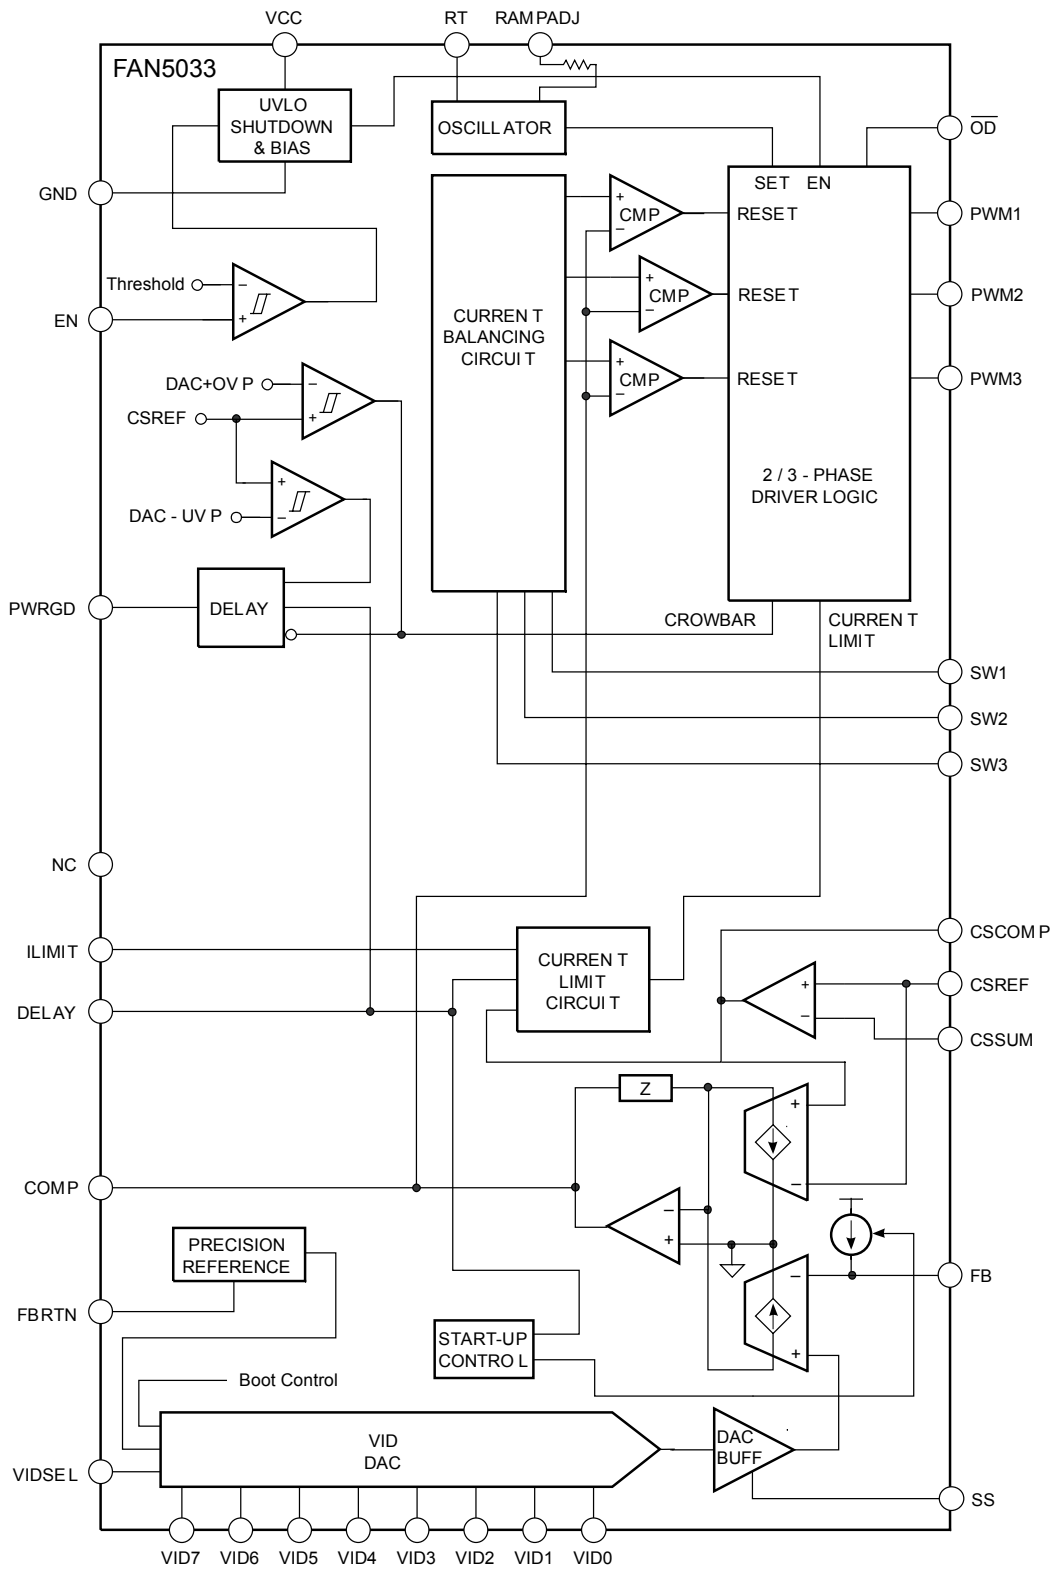 VCC
RT
RAMPADJ
FAN5033
UVLO
SHUTDOWN
& BIAS
OSCILLATOR
OD
GND
SET EN
CMP
RESET
PWM1
+
−
Threshold
−
+
EN
CURRENT
BALANCING
CIRCUIT
+
−
CMP
RESET
PWM2
DAC+OVP
−
+
CSREF
+
−
CMP
RESET
PWM3
+
−
DAC - UVP
2 / 3 - PHASE
DRIVER LOGIC
PWRGD
DELAY
CROWBAR
CURRENT
LIMIT
SW1
SW2
SW3
NC
ILIMIT
CURRENT
LIMIT
CIRCUIT
CSCOMP
DELAY
+
−
CSREF
CSSUM
Z
+
−
COMP
−
+
PRECISION
REFERENCE
−
+
FB
FBRTN
START-UP
CONTROL
Boot Control
VID
DAC
DAC
BUFF
VIDSEL
SS
VID7 VID6 VID5 VID4 VID3 VID2 VID1 VID0